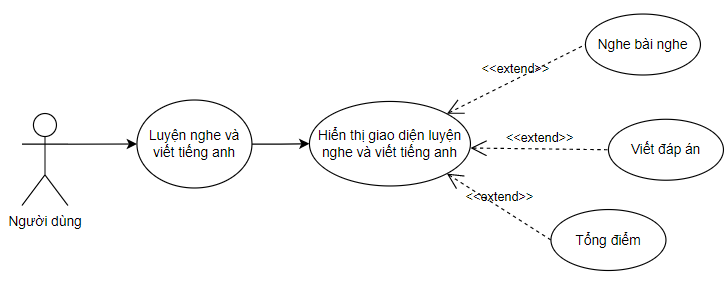 Nghe bài nghe
<<extend>>
Luyện nghe và
viết tiếng anh
Hiển thị giao diện luyện
nghe và viết tiếng anh
<<extend>>
Viết đáp án
<<extend>>
Người dùng
Tổng điểm